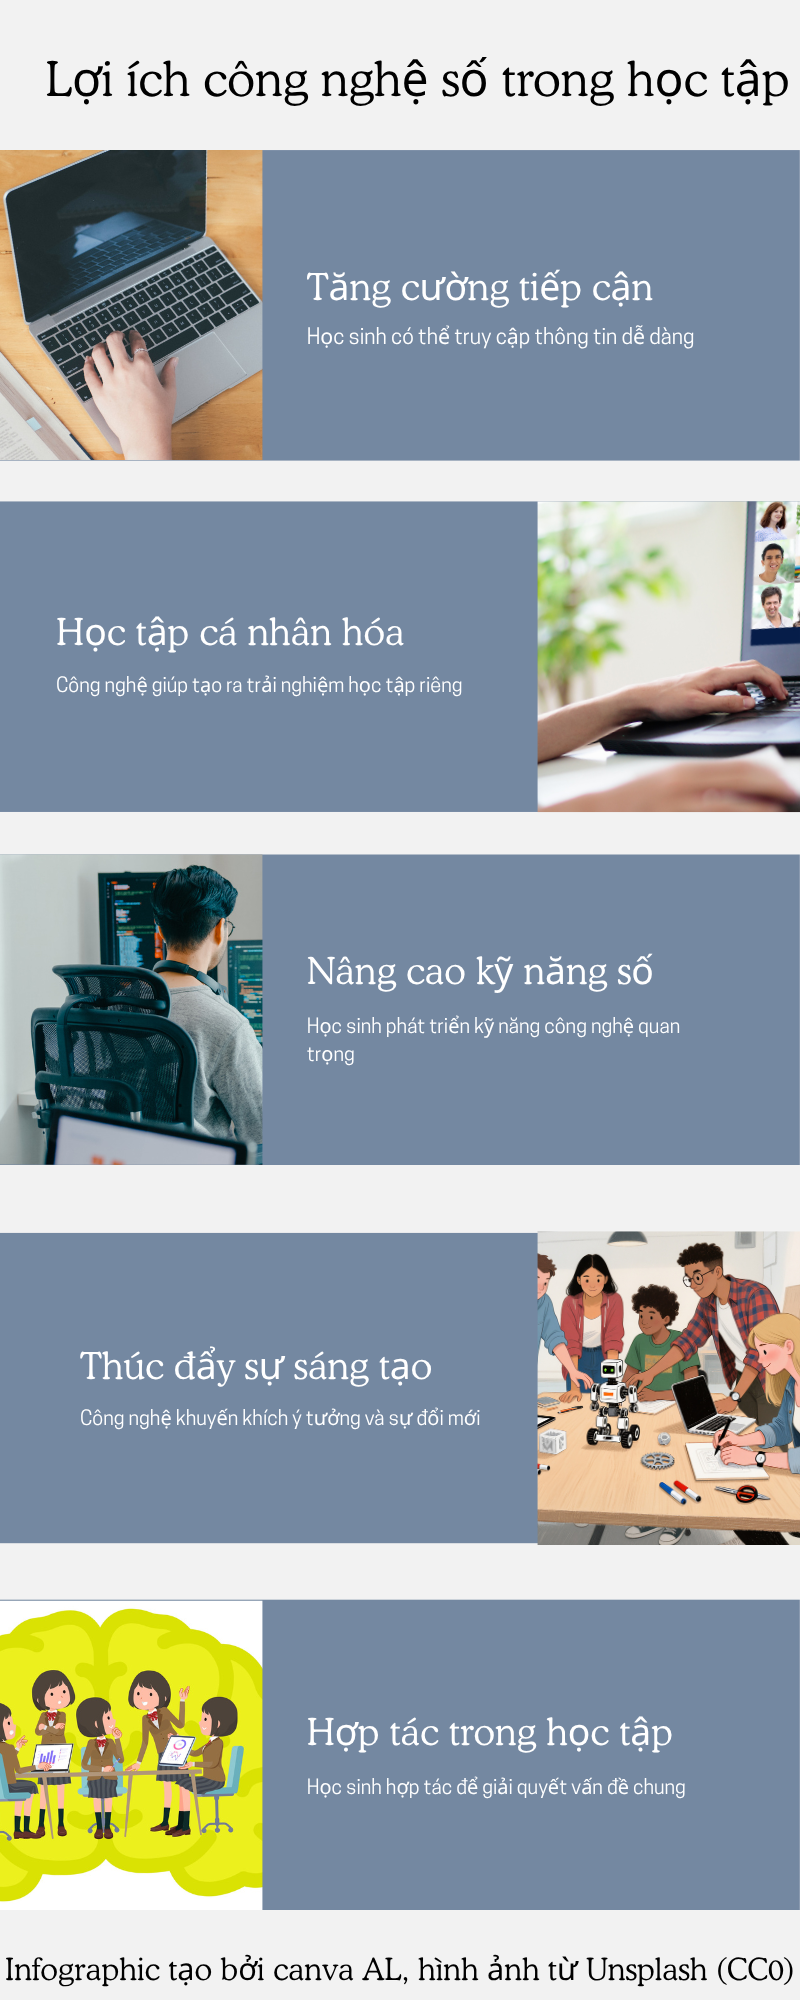 Lợi ích công nghệ số trong học tập
Tăng cường tiếp cận
Học sinh có thể truy cập thông tin dễ dàng
Học tập cá nhân hóa
Công nghệ giúp tạo ra trải nghiệm học tập riêng
Nâng cao kỹ năng số
Học sinh phát triển kỹ năng công nghệ quan
trọng
Thúc đẩy sự sáng tạo
Công nghệ khuyến khích ý tưởng và sự đổi mới
Hợp tác trong học tập
Học sinh hợp tác để giải quyết vấn đề chung
Infographic tạo bởi canva AL, hình ảnh từ Unsplash (CC0)